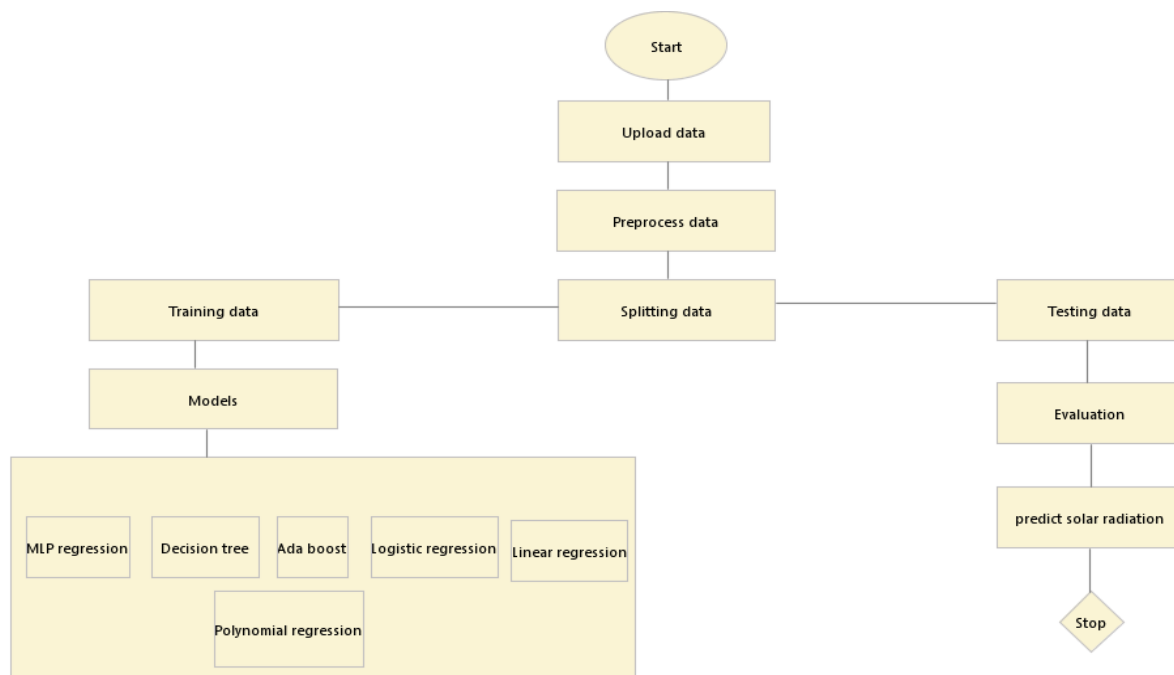 Start
Upload data
Preprocess data
Training data
Splitting data
Testing data
Models
Evaluation
predict solar radiation
MLP regression
Decision tree
Ada boost
Logistic regression
Linear regression
Polynomial regression
Stop